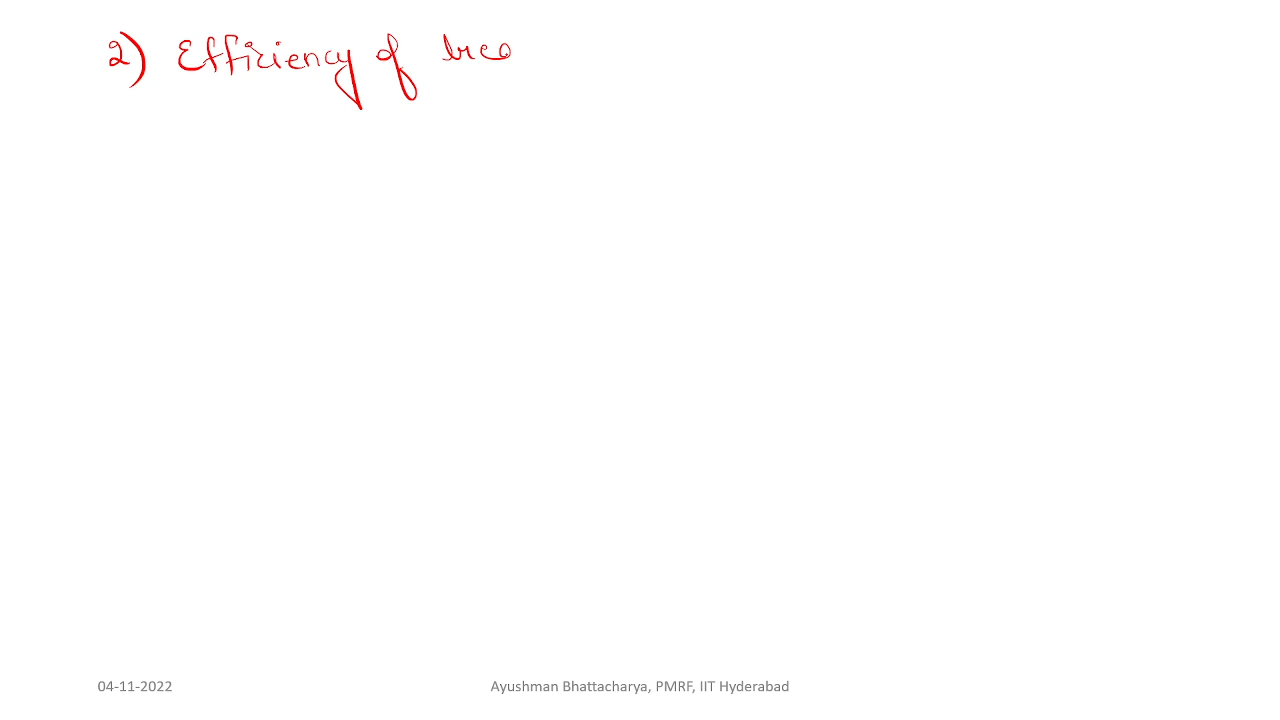 2) Efficiency of
04-11-2022
Ayushman Bhattacharya, PMRF, IIT Hyderabad